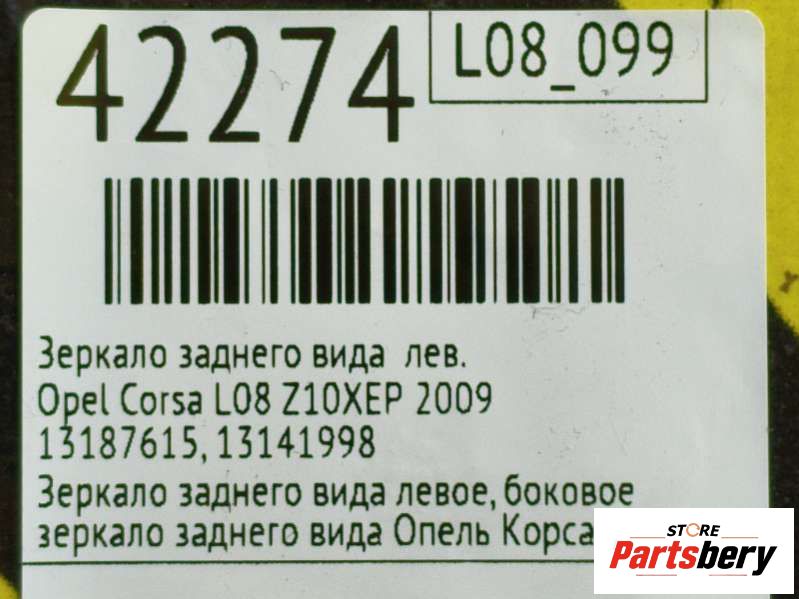 42274
L08_099
Зеркало заднего вида лев.
Opel Corsa L08 Z10XEP 2009
13187615, 13141998
Зеркало заднего вида левое, боковое
зеркало заднего вида Опель Корса
STORE
Partsbery